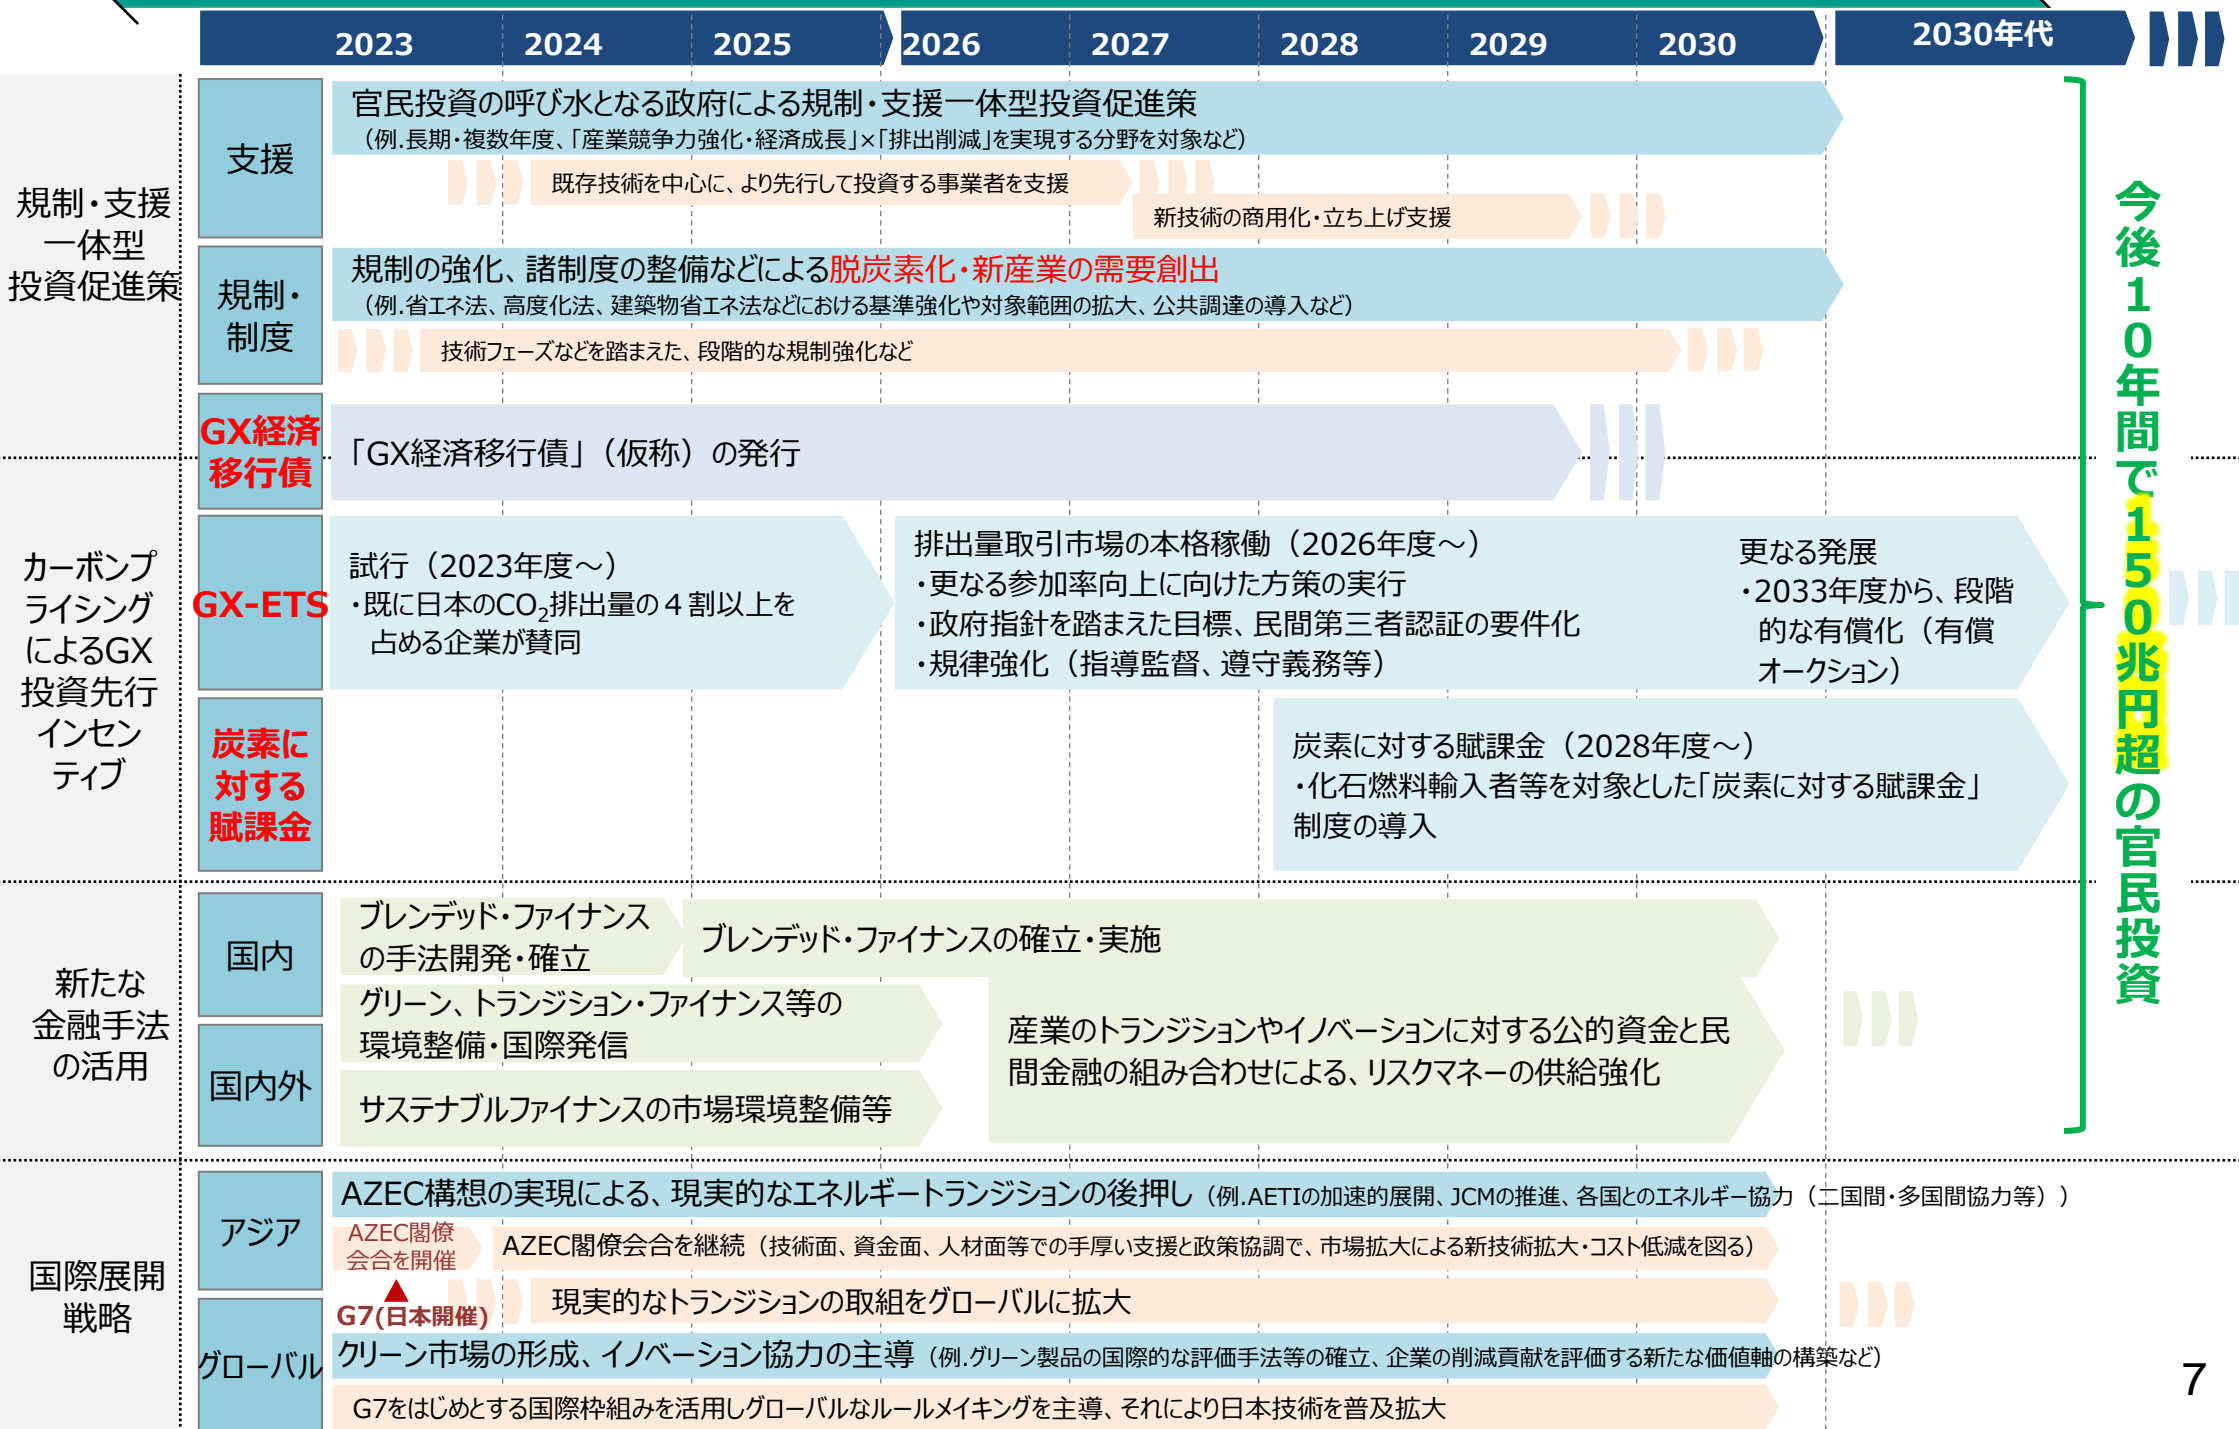 2023 2024 2025 2026 2027 2028 2029 2030 2030年代
規制・支援
一体型
投資促進策
支援
官民投資の呼び水となる政府による規制・支援一体型投資促進策
（例.長期・複数年度、「産業競争力強化・経済成長」×「排出削減」を実現する分野を対象など）
既存技術を中心に、より先行して投資する事業者を支援
新技術の商用化・立ち上げ支援
規制・
制度
規制の強化、諸制度の整備などによる脱炭素化・新産業の需要創出
（例.省エネ法、高度化法、建築物省エネ法などにおける基準強化や対象範囲の拡大、公共調達の導入など）
技術フェーズなどを踏まえた、段階的な規制強化など
GX経済
移行債
「GX経済移行債」（仮称）の発行
カーボンプ
ライシング
によるGX
投資先行
インセン
ティブ
GX-ETS
試行（2023年度～）
・既に日本のCO₂排出量の４割以上を
占める企業が賛同
排出量取引市場の本格稼働（2026年度～）
・更なる参加率向上に向けた方策の実行
・政府指針を踏まえた目標、民間第三者認証の要件化
・規律強化（指導監督、遵守義務等）
更なる発展
・2033年度から、段階
的な有償化（有償
オークション）
炭素に
対する
賦課金
炭素に対する賦課金（2028年度～）
・化石燃料輸入者等を対象とした「炭素に対する賦課金」
制度の導入
新たな
金融手法
の活用
国内
ブレンデッド・ファイナンス
の手法開発・確立
ブレンデッド・ファイナンスの確立・実施
グリーン、トランジション・ファイナンス等の
環境整備・国際発信
国内外
サステナブルファイナンスの市場環境整備等
産業のトランジションやイノベーションに対する公的資金と民
間金融の組み合わせによる、リスクマネーの供給強化
国際展開
戦略
アジア
AZEC構想の実現による、現実的なエネルギートランジションの後押し（例.AETIの加速的展開、JCMの推進、各国とのエネルギー協力（二国間・多国間協力等））
AZEC閣僚
会合を開催
AZEC閣僚会合を継続（技術面、資金面、人材面等での手厚い支援と政策協調で、市場拡大による新技術拡大・コスト低減を図る）
G7(日本開催)
現実的なトランジションの取組をグローバルに拡大
グローバル
クリーン市場の形成、イノベーション協力の主導（例.グリーン製品の国際的な評価手法等の確立、企業の削減貢献を評価する新たな価値軸の構築など）
G7をはじめとする国際枠組みを活用しグローバルなルールメイキングを主導、それにより日本技術を普及拡大
今後１０年間で１５０兆円超の官民投資
7